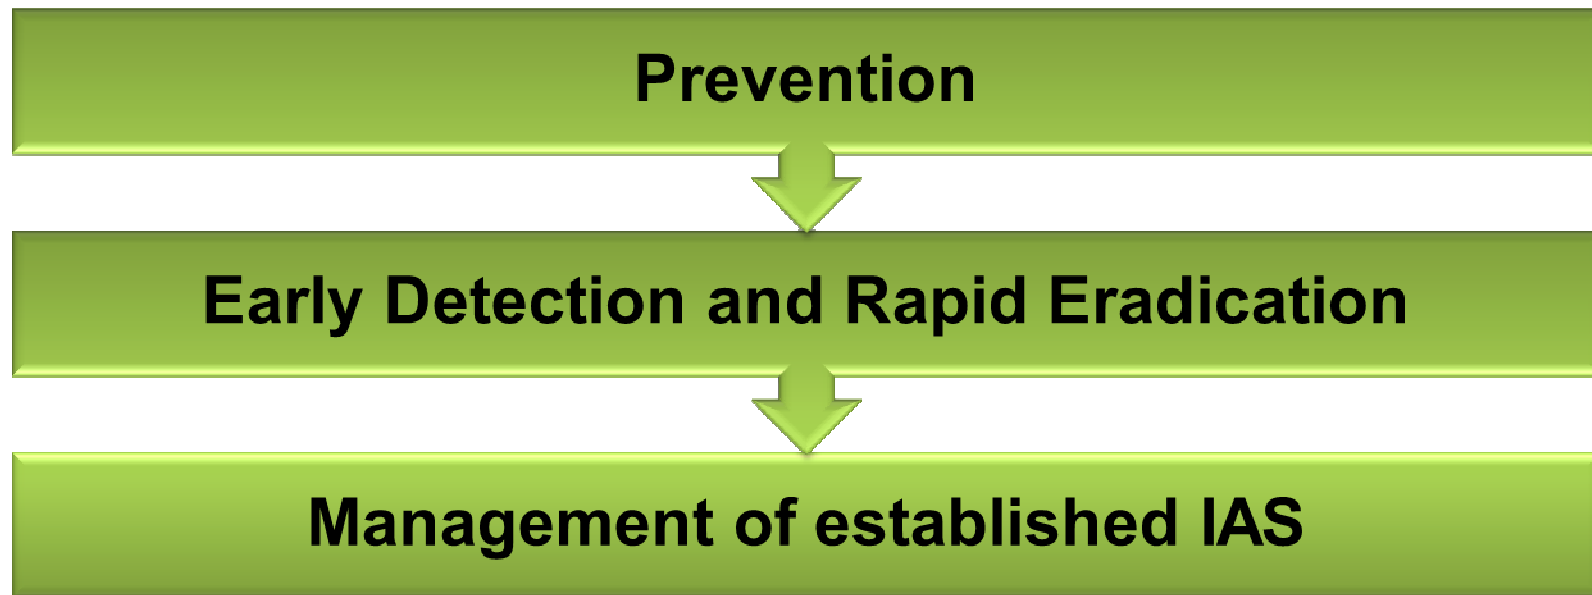 Prevention
Early Detection and Rapid Eradication
Management of established IAS